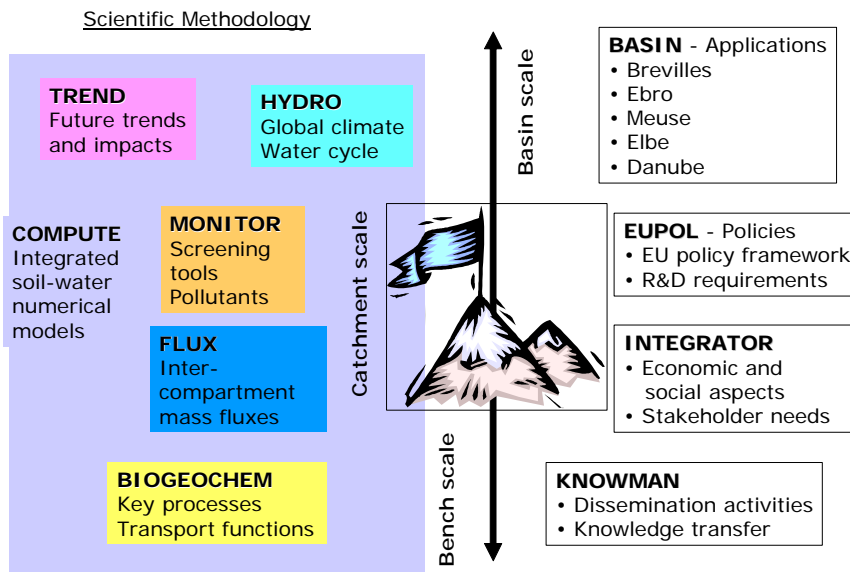 Scientific Methodology
TREND
Future trends
and impacts
HYDRO
Global climate
Water cycle
COMPUTE
Integrated
soil-water
numerical
models
MONITOR
Screening
tools
Pollutants
FLUX
Inter-
compartment
mass fluxes
BIOGEOCHEM
Key processes
Transport functions
Basin scale
Catchment scale
Bench scale
BASIN - Applications
• Brevilles
• Ebro
• Meuse
• Elbe
• Danube
EUPOL - Policies
• EU policy framework
• R&D requirements
INTEGRATOR
• Economic and
social aspects
• Stakeholder needs
KNOWMAN
• Dissemination activities
• Knowledge transfer